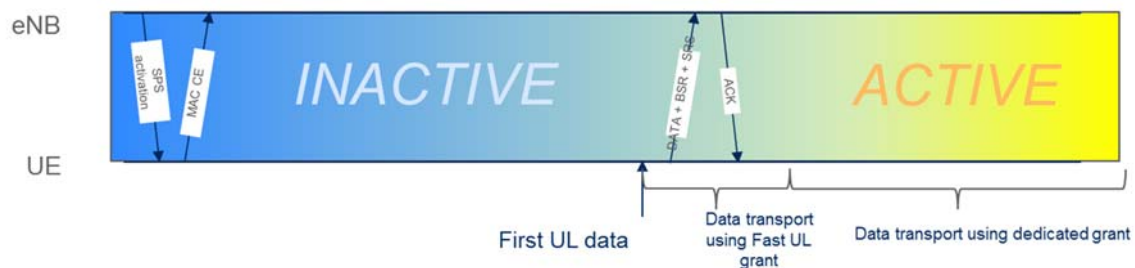 eNB
SPS
activation
MAC CE
INACTIVE
DATA + BSR + SRS
ACK
ACTIVE
UE
First UL data
Data transport
using Fast UL
grant
Data transport using dedicated grant